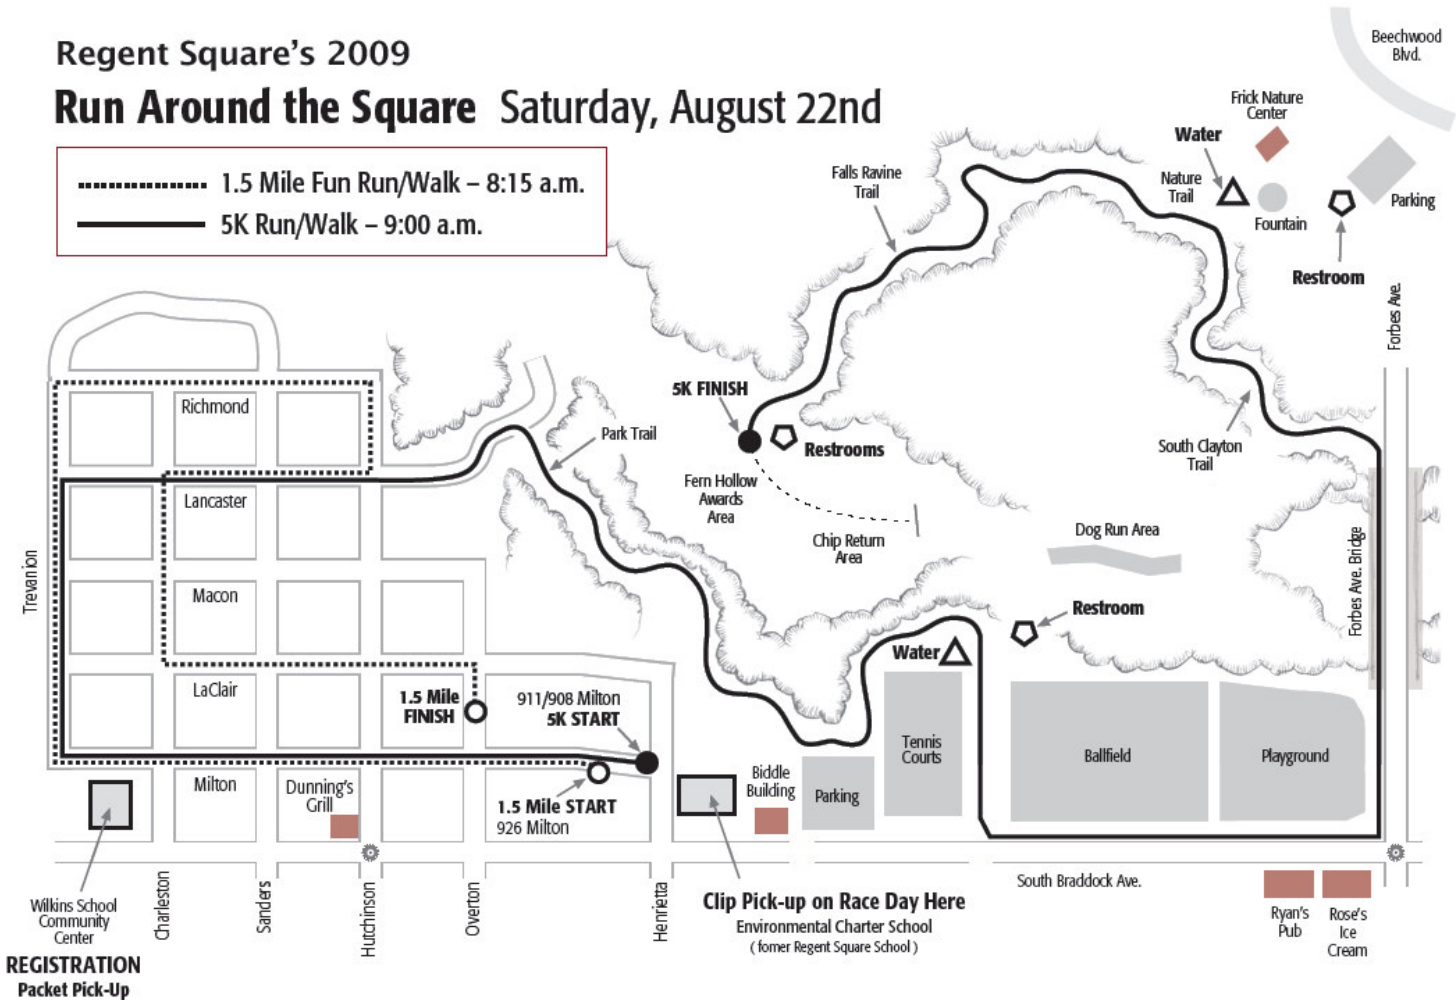 Regent Square's 2009
Run Around the Square Saturday, August 22nd
1.5 Mile Fun Run/Walk – 8:15 a.m.
5K Run/Walk – 9:00 a.m.
Beechwood
Blvd.
Frick Nature
Center
Water
Nature
Trail
Fountain
Parking
Restroom
Falls Ravine
Trail
Forbes Ave.
5K FINISH
Restrooms
Park Trail
South Clayton
Trail
Fern Hollow
Awards
Area
Chip Return
Area
Dog Run Area
Forbes Ave. Bridge
Restroom
Water
Richmond
Lancaster
Trevanion
Macon
LaClair
1.5 Mile
FINISH
911/908 Milton
5K START
Tennis
Courts
Ballfield
Playground
Milton
Dunning's
Grill
1.5 Mile START
926 Milton
Biddle
Building
Parking
South Braddock Ave.
Charleston
Sanders
Hutchinson
Overton
Henrietta
Wilkins School
Community
Center
REGISTRATION
Packet Pick-Up
Clip Pick-up on Race Day Here
Environmental Charter School
( fomer Regent Square School )
Ryan's
Pub
Rose's
Ice
Cream